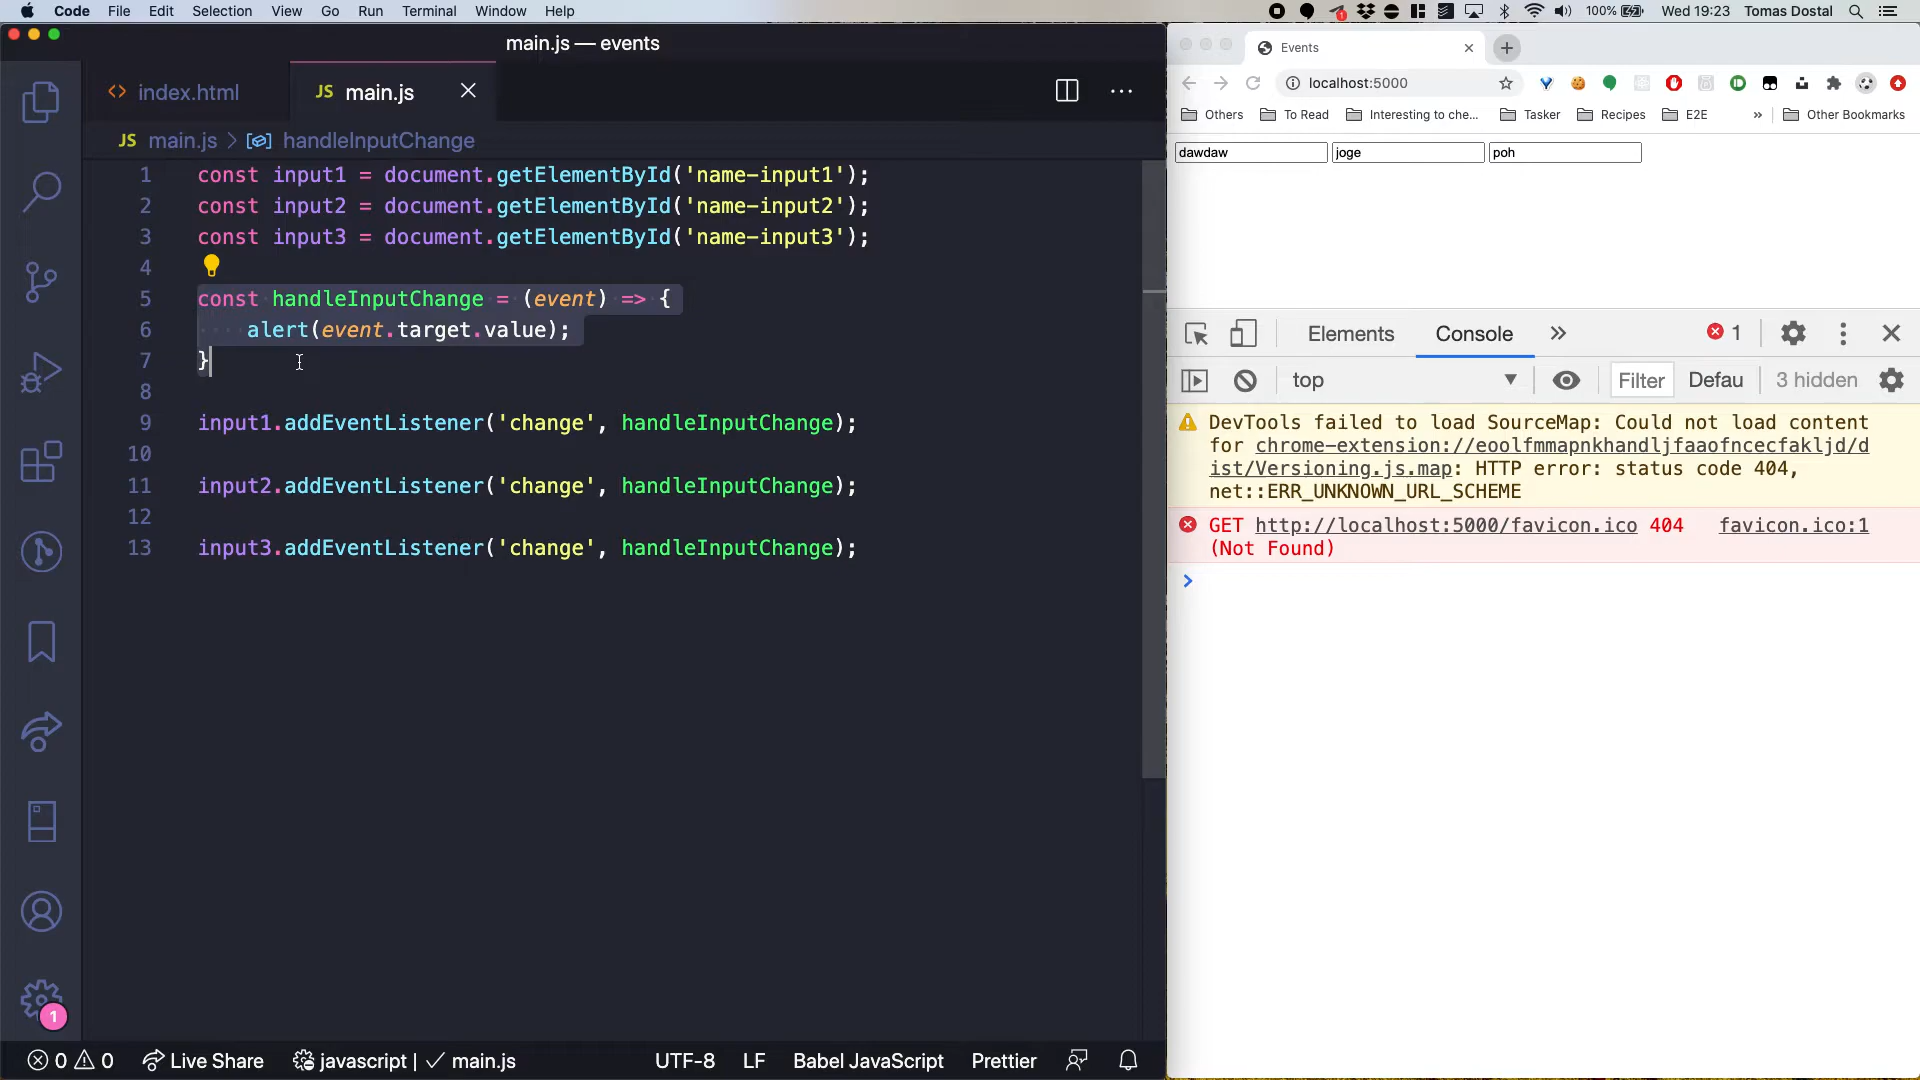 Code File Edit Selection View Go Run Terminal Window Help
1 100% Wed 19:23 Tomas Dostal
main.js — events
index.html
JS main.js
JS main.js > handleInputChange
1 const input1 = document.getElementById('name-input1');
2 const input2 = document.getElementById('name-input2');
3 const input3 = document.getElementById('name-input3');
4
5 const handleInputChange = (event) => {
6 alert(event.target.value);
7 }
8
9 input1.addEventListener('change', handleInputChange);
10
11 input2.addEventListener('change', handleInputChange);
12
13 input3.addEventListener('change', handleInputChange);
1
0 0 Live Share javascript | main.js UTF-8 LF Babel JavaScript Prettier
Events
localhost:5000
Others To Read Interesting to che... Tasker Recipes E2E » Other Bookmarks
dawdaw joge poh
Elements Console » 1
top Filter Defau 3 hidden
DevTools failed to load SourceMap: Could not load content
for chrome-extension://eoolfmmapnkhandljfaaofncecfakljd/d
ist/Versioning.js.map: HTTP error: status code 404,
net::ERR_UNKNOWN_URL_SCHEME
GET http://localhost:5000/favicon.ico 404 favicon.ico:1
(Not Found)
>